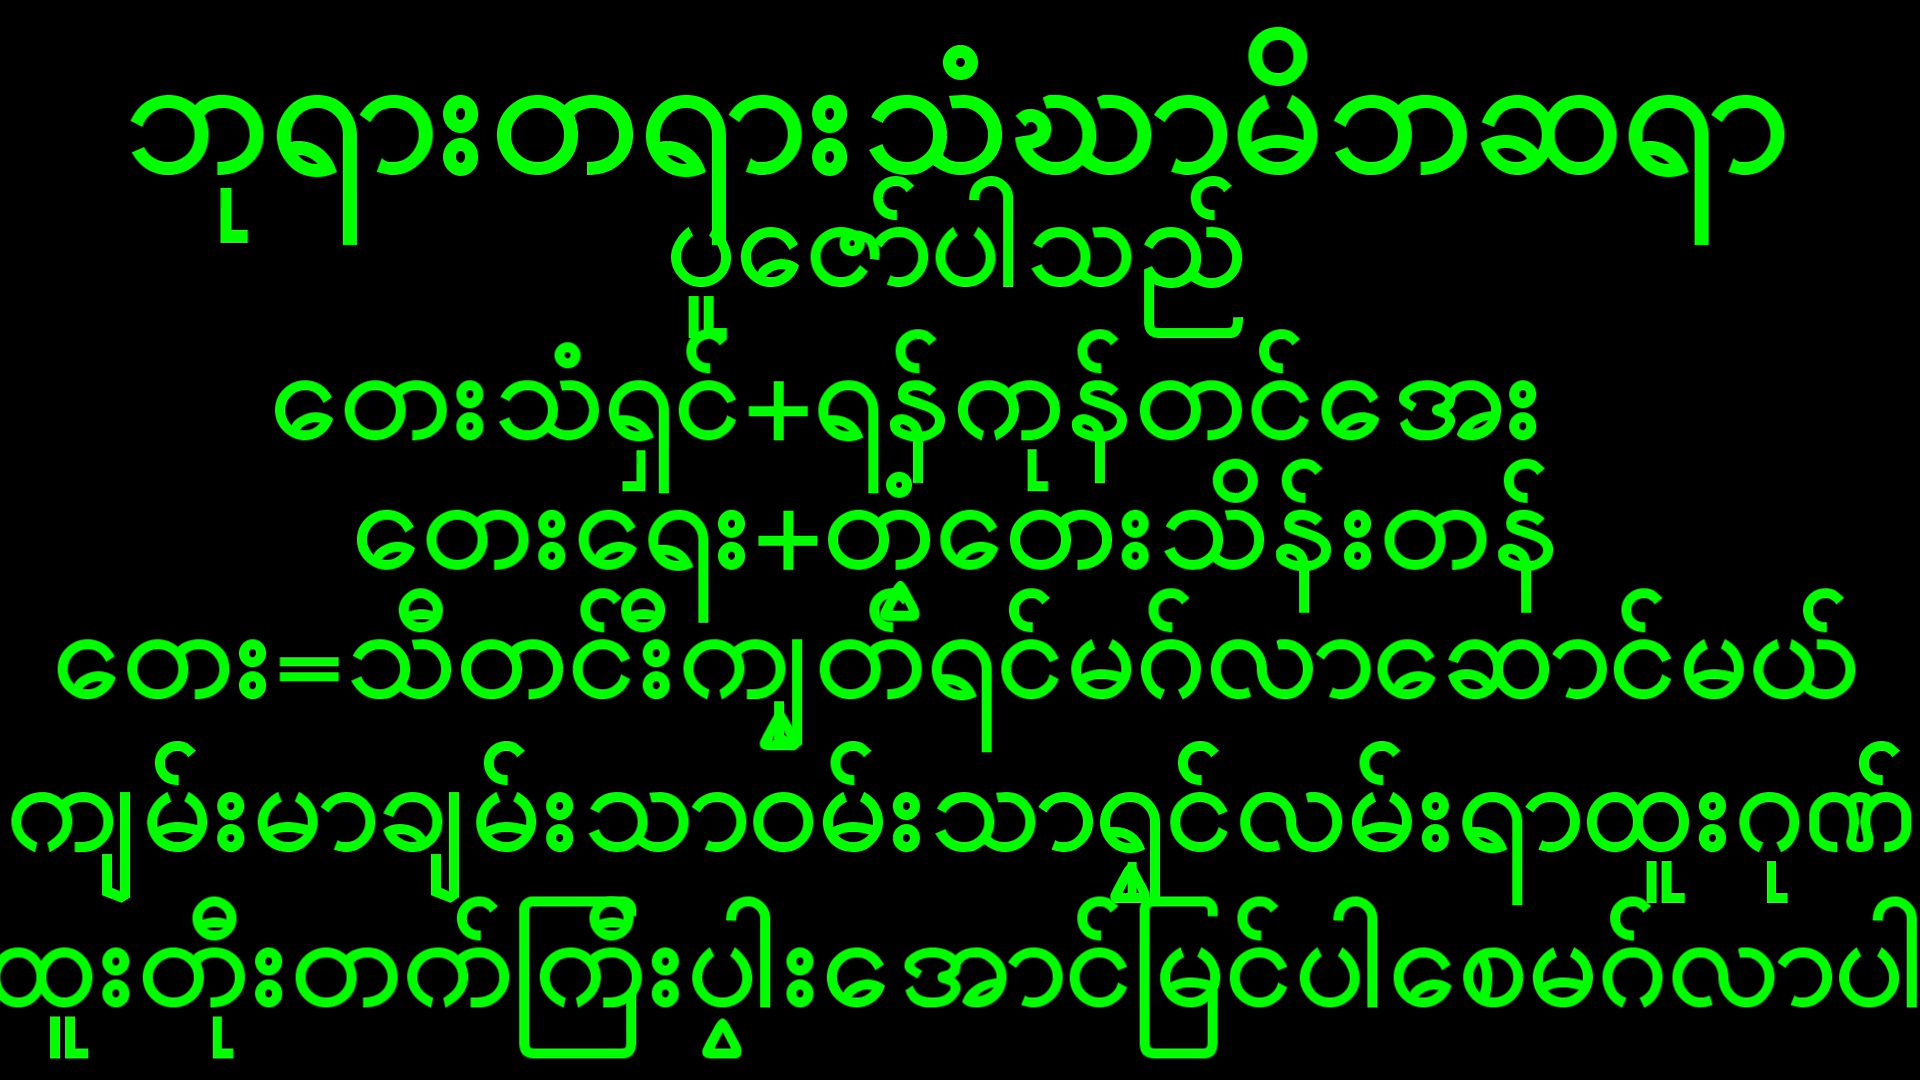 ဘုရားတရားသံဃာမိဘဆရာ
ပူဇော်ပါသည်
တေးသံရှင်+ရန်ကုန်တင်အေး
တေးရေး+တွံတေးသိန်းတန်
တေး=သီတင်းီကျွတ်ရင်မင်္ဂလာဆောင်မယ်
ကျမ်းမာချမ်းသာဝမ်းသာရွှင်လမ်းရာထူးဂုဏ်
ထူးတိုးီတက်ကြီးပွါးအောင်မြင်ပါစေမင်္ဂလာပါ